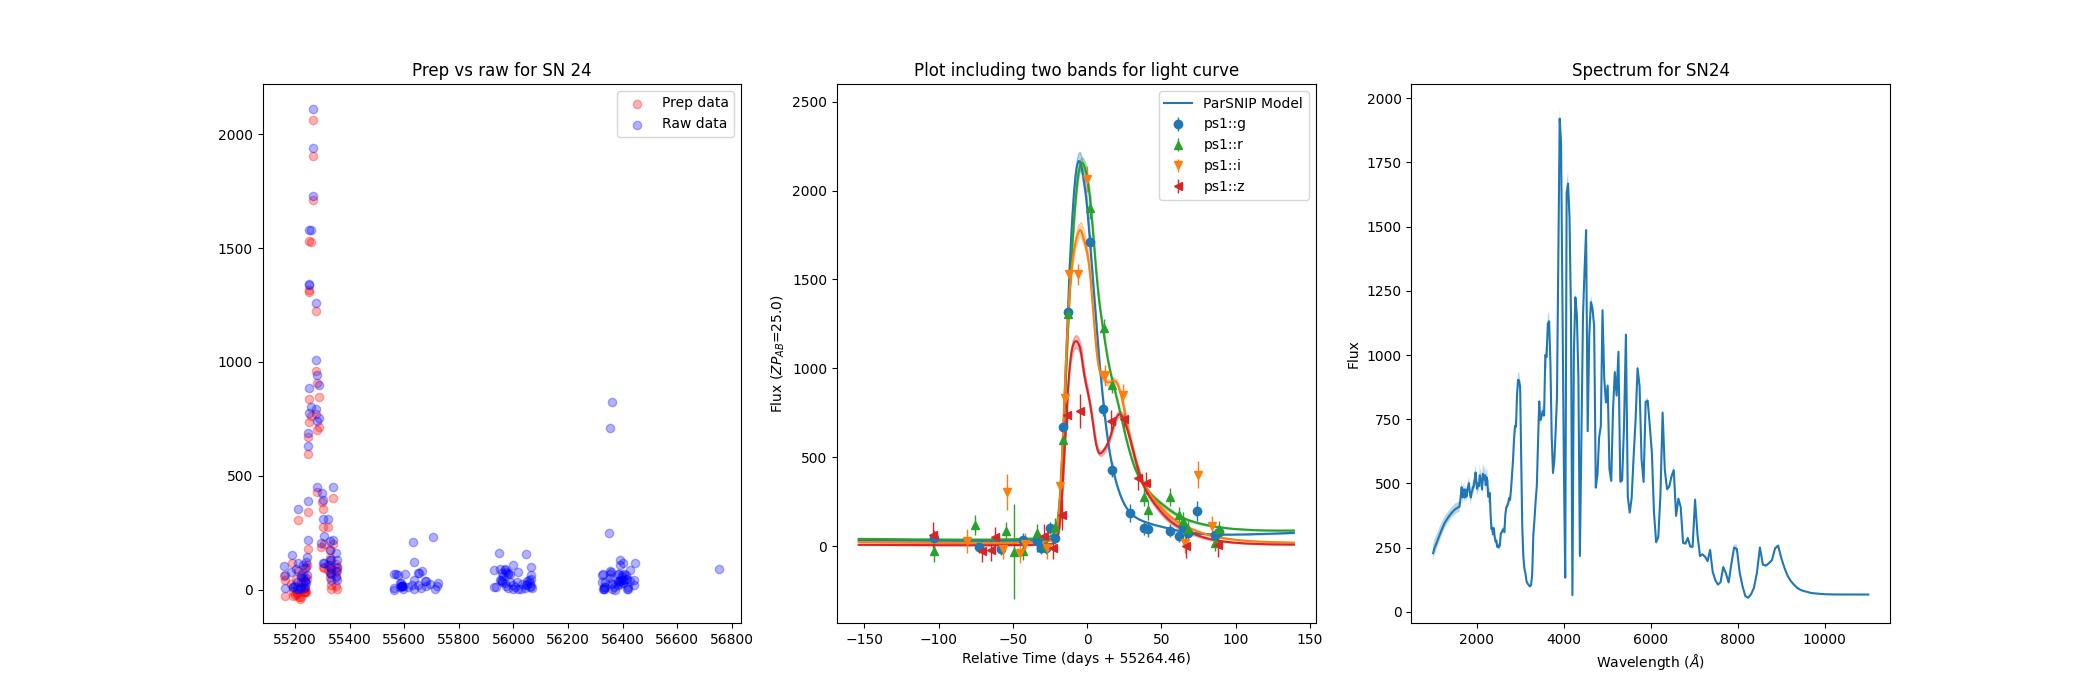 Prep vs raw for SN 24
Prep data
Raw data
2000
1500
1000
500
0
55200 55400 55600 55800 56000 56200 56400 56600 56800
Plot including two bands for light curve
ParSNIP Model
ps1::g
ps1::r
ps1::i
ps1::z
Flux (ZP_AB=25.0)
2500
2000
1500
1000
500
0
−150 −100 −50 0 50 100 150
Relative Time (days + 55264.46)
Spectrum for SN24
Flux
2000
1750
1500
1250
1000
750
500
250
0
2000 4000 6000 8000 10000
Wavelength (Å)